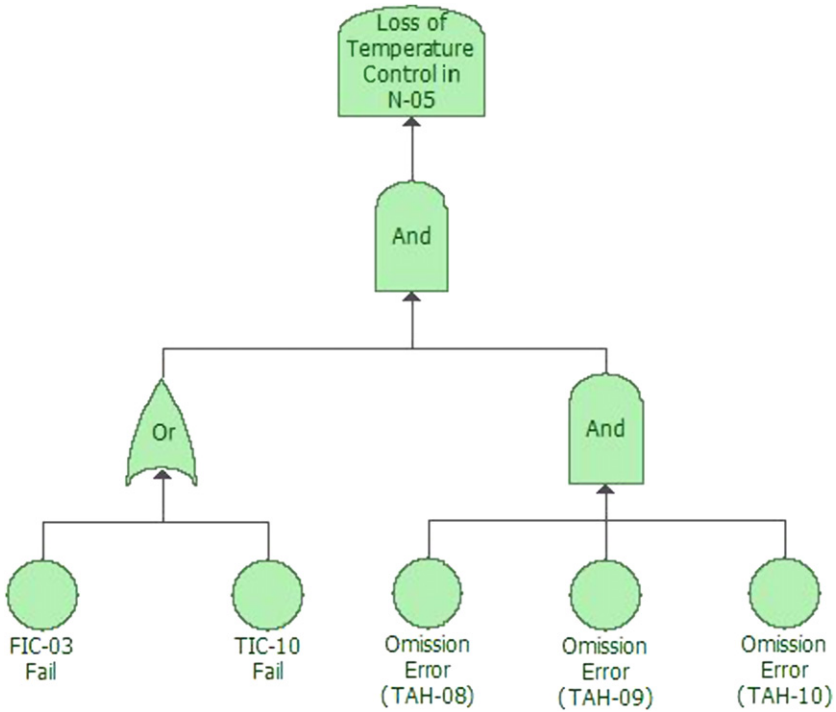 Loss of
Temperature
Control in
N-05
And
Or
And
FIC-03
Fail
TIC-10
Fail
Omission
Error
(TAH-08)
Omission
Error
(TAH-09)
Omission
Error
(TAH-10)